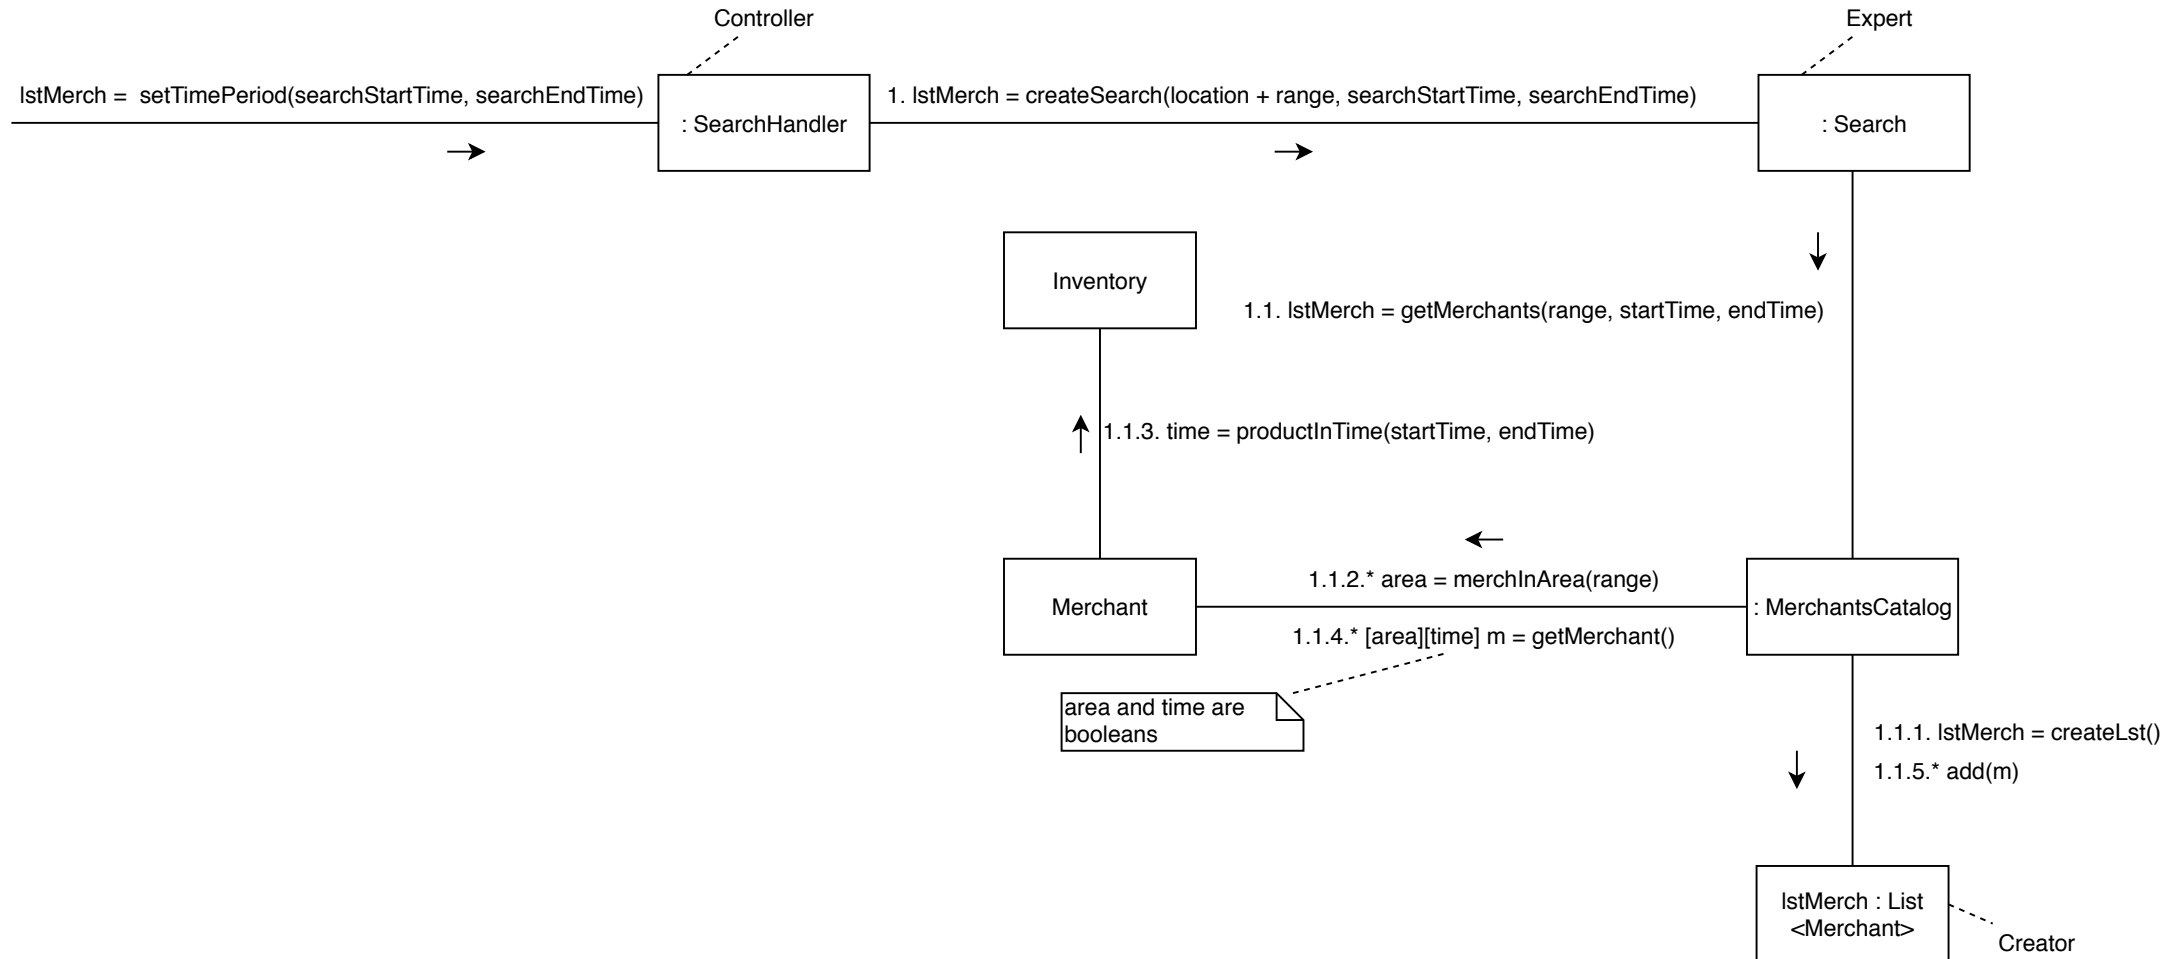 Controller
Expert
lstMerch =  setTimePeriod(searchStartTime, searchEndTime)
1. lstMerch = createSearch(location + range, searchStartTime, searchEndTime)
: SearchHandler
: Search
Inventory
1.1. lstMerch = getMerchants(range, startTime, endTime)
1.1.3. time = productInTime(startTime, endTime)
1.1.2.* area = merchInArea(range)
Merchant
: MerchantsCatalog
1.1.4.* [area][time] m = getMerchant()
area and time are
booleans
1.1.1. lstMerch = createLst()
1.1.5.* add(m)
lstMerch : List
<Merchant>
Creator